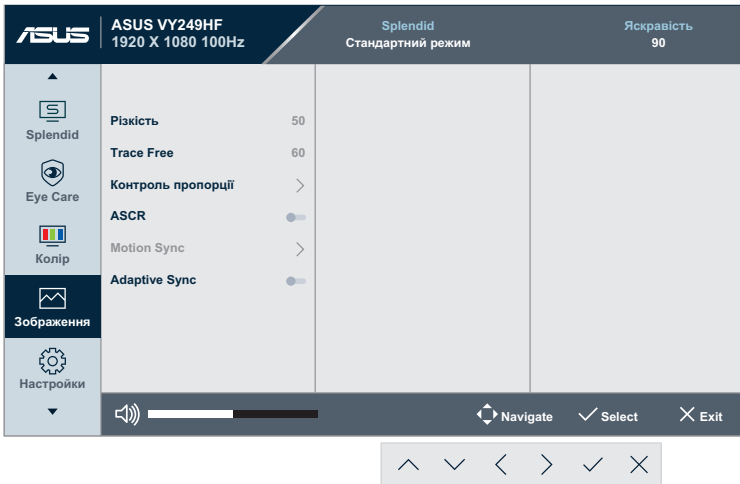 ASUS
ASUS VY249HF
1920 X 1080 100Hz
Splendid
Стандартний режим
Яскравість
90
Splendid
Eye Care
Колір
Зображення
Настройки
Різкість 50
Trace Free 60
Контроль пропорції
ASCR
Motion Sync
Adaptive Sync
Navigate
Select
Exit